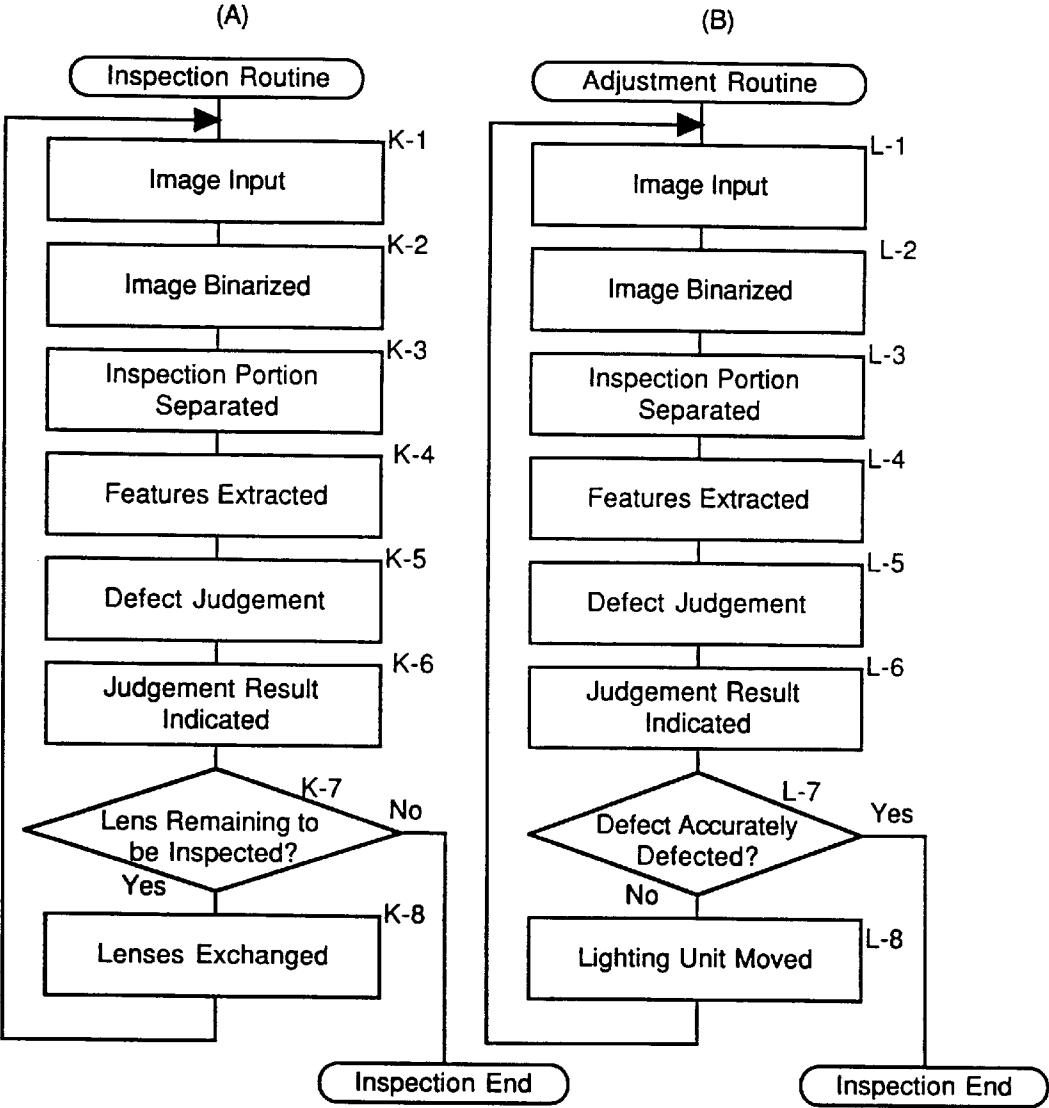 (A)
Inspection Routine
K-1
Image Input
K-2
Image Binarized
K-3
Inspection Portion
Separated
K-4
Features Extracted
K-5
Defect Judgement
K-6
Judgement Result
Indicated
K-7
Lens Remaining to
be Inspected?
No
Yes
K-8
Lenses Exchanged
Inspection End
(B)
Adjustment Routine
L-1
Image Input
L-2
Image Binarized
L-3
Inspection Portion
Separated
L-4
Features Extracted
L-5
Defect Judgement
L-6
Judgement Result
Indicated
L-7
Defect Accurately
Defected?
Yes
No
L-8
Lighting Unit Moved
Inspection End